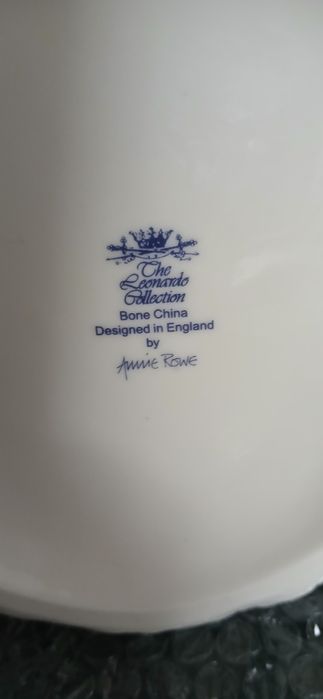 The
Leonardo
Collection
Bone China
Designed in England
by
Annie Rowe